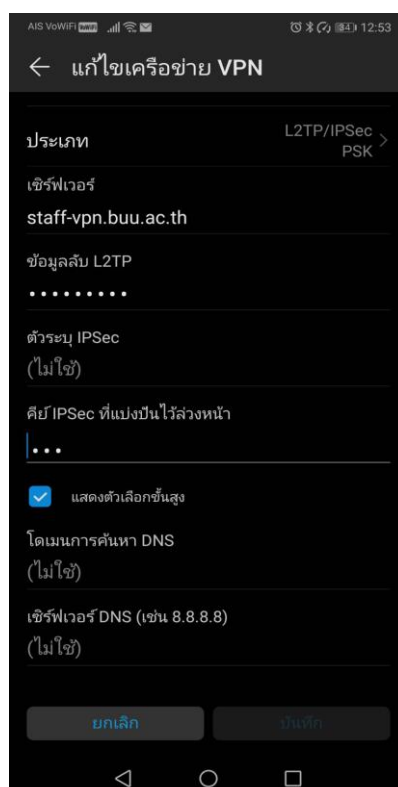 AIS VoWiFi 12:53
← แก้ไขเครือข่าย VPN
ประเภท
L2TP/IPSec
PSK
เซิร์ฟเวอร์
staff-vpn.buu.ac.th
ข้อมูลลับ L2TP
•••••••••
ตัวระบุ IPSec
(ไม่ใช้)
คีย์ IPSec ที่แบ่งปันไว้ล่วงหน้า
•••
แสดงตัวเลือกขั้นสูง
โดเมนการค้นหา DNS
(ไม่ใช้)
เซิร์ฟเวอร์ DNS (เช่น 8.8.8.8)
(ไม่ใช้)
ยกเลิก บันทึก